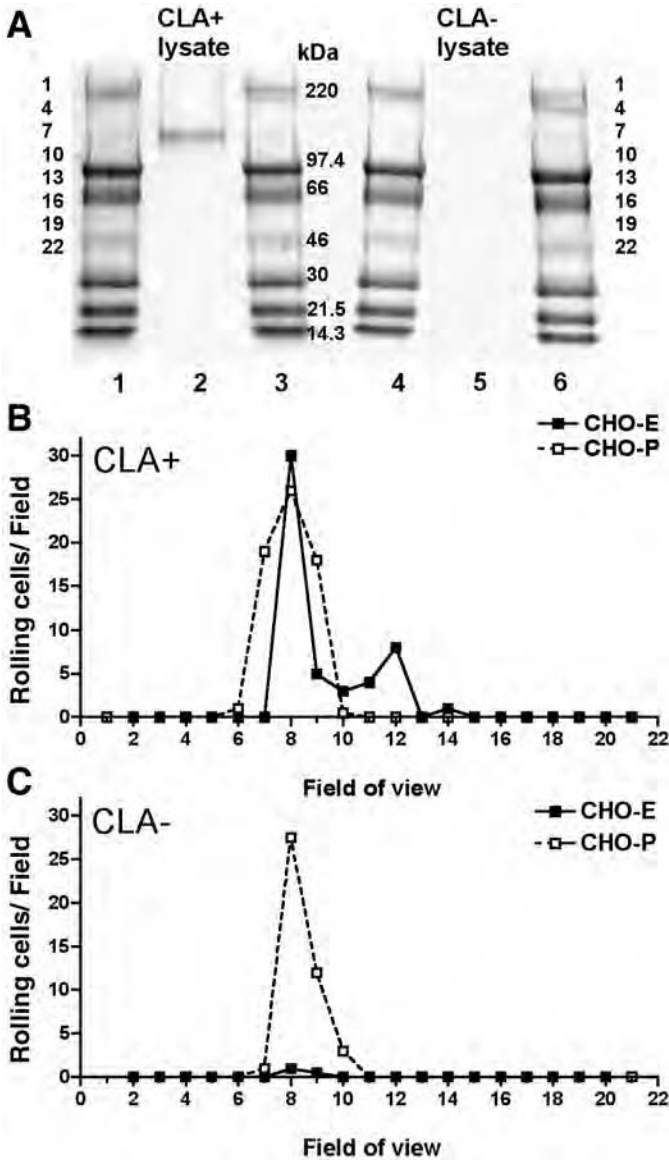 A
CLA+
lysate
CLA-
lysate
kDa
1
4
7
10
13
16
19
22
220
97.4
66
46
30
21.5
14.3
1
4
7
10
13
16
19
22
1 2 3 4 5 6
B
CLA+
CHO-E
CHO-P
Rolling cells/ Field
30
25
20
15
10
5
0
0 2 4 6 8 10 12 14 16 18 20 22
Field of view
C
CLA-
CHO-E
CHO-P
Rolling cells/ Field
30
25
20
15
10
5
0
0 2 4 6 8 10 12 14 16 18 20 22
Field of view